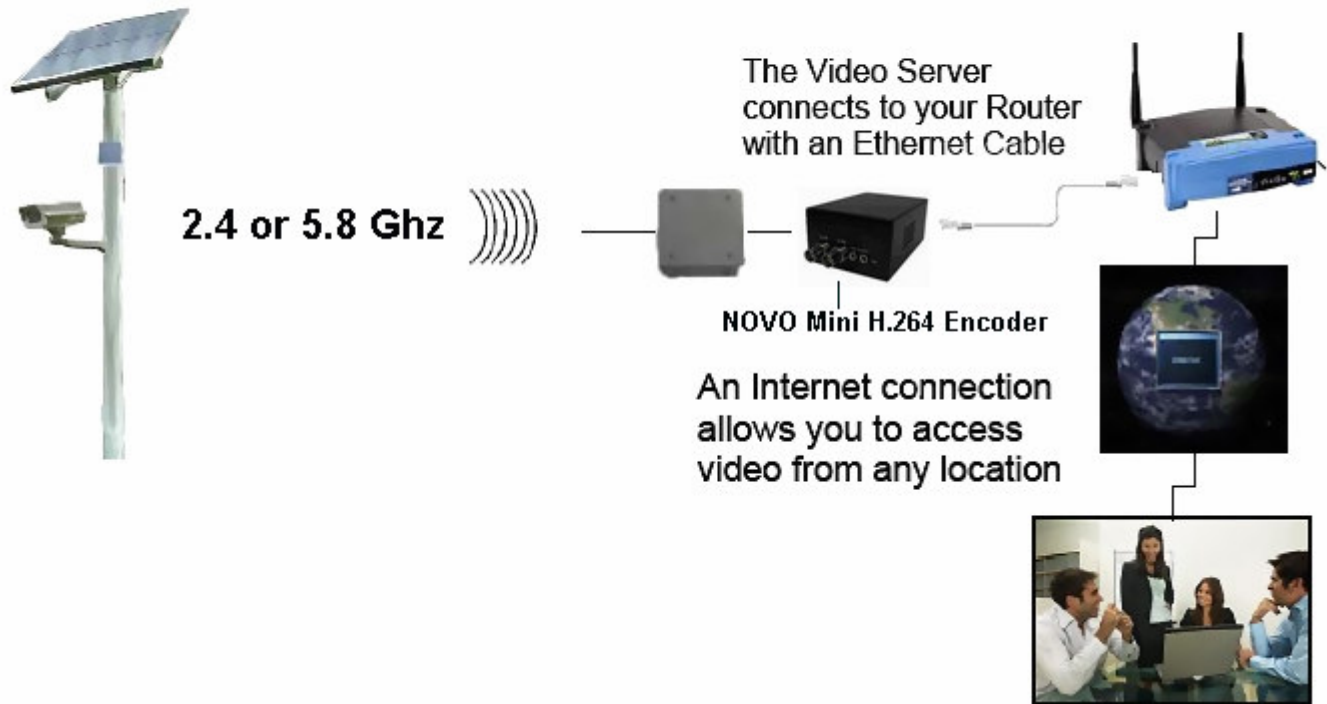 The Video Server
connects to your Router
with an Ethernet Cable
2.4 or 5.8 Ghz
NOVO Mini H.264 Encoder
An Internet connection
allows you to access
video from any location